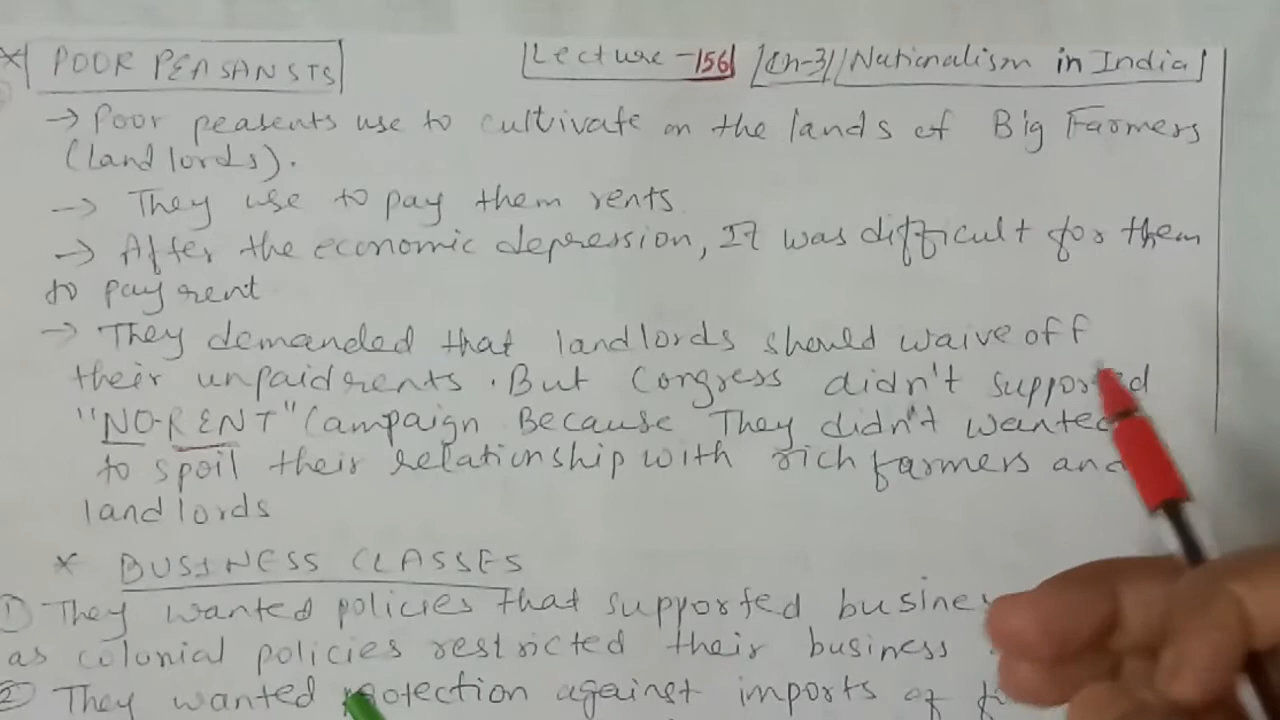 * POOR PEASANSTS
Lecture -156 Ch-3 Nationalism in India
→ Poor peasents use to cultivate on the lands of Big Farmers
(Landlords).
→ They use to pay them rents
→ After the economic depression, It was difficult for them
to pay rent
→ They demanded that landlords should waive off
their unpaid rents. But Congress didn't supported
"NO-RENT" Campaign Because They didn't wanted
to spoil their relationship with rich farmers and
landlords
* BUSINESS CLASSES
① They wanted policies that supported
as colonial policies restricted their business
② They wanted protection against imports of